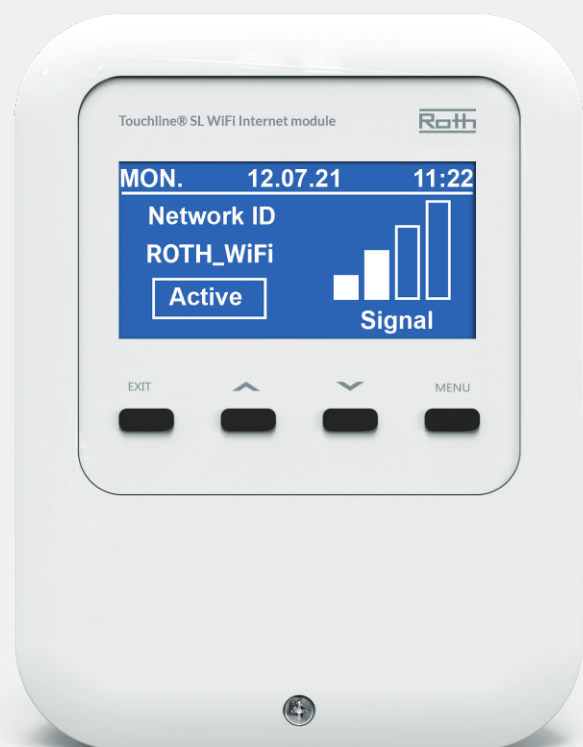 Touchline® SL WiFi Internet module
Roth
MON. 12.07.21 11:22
Network ID
ROTH_WiFi
Active
Signal
EXIT MENU